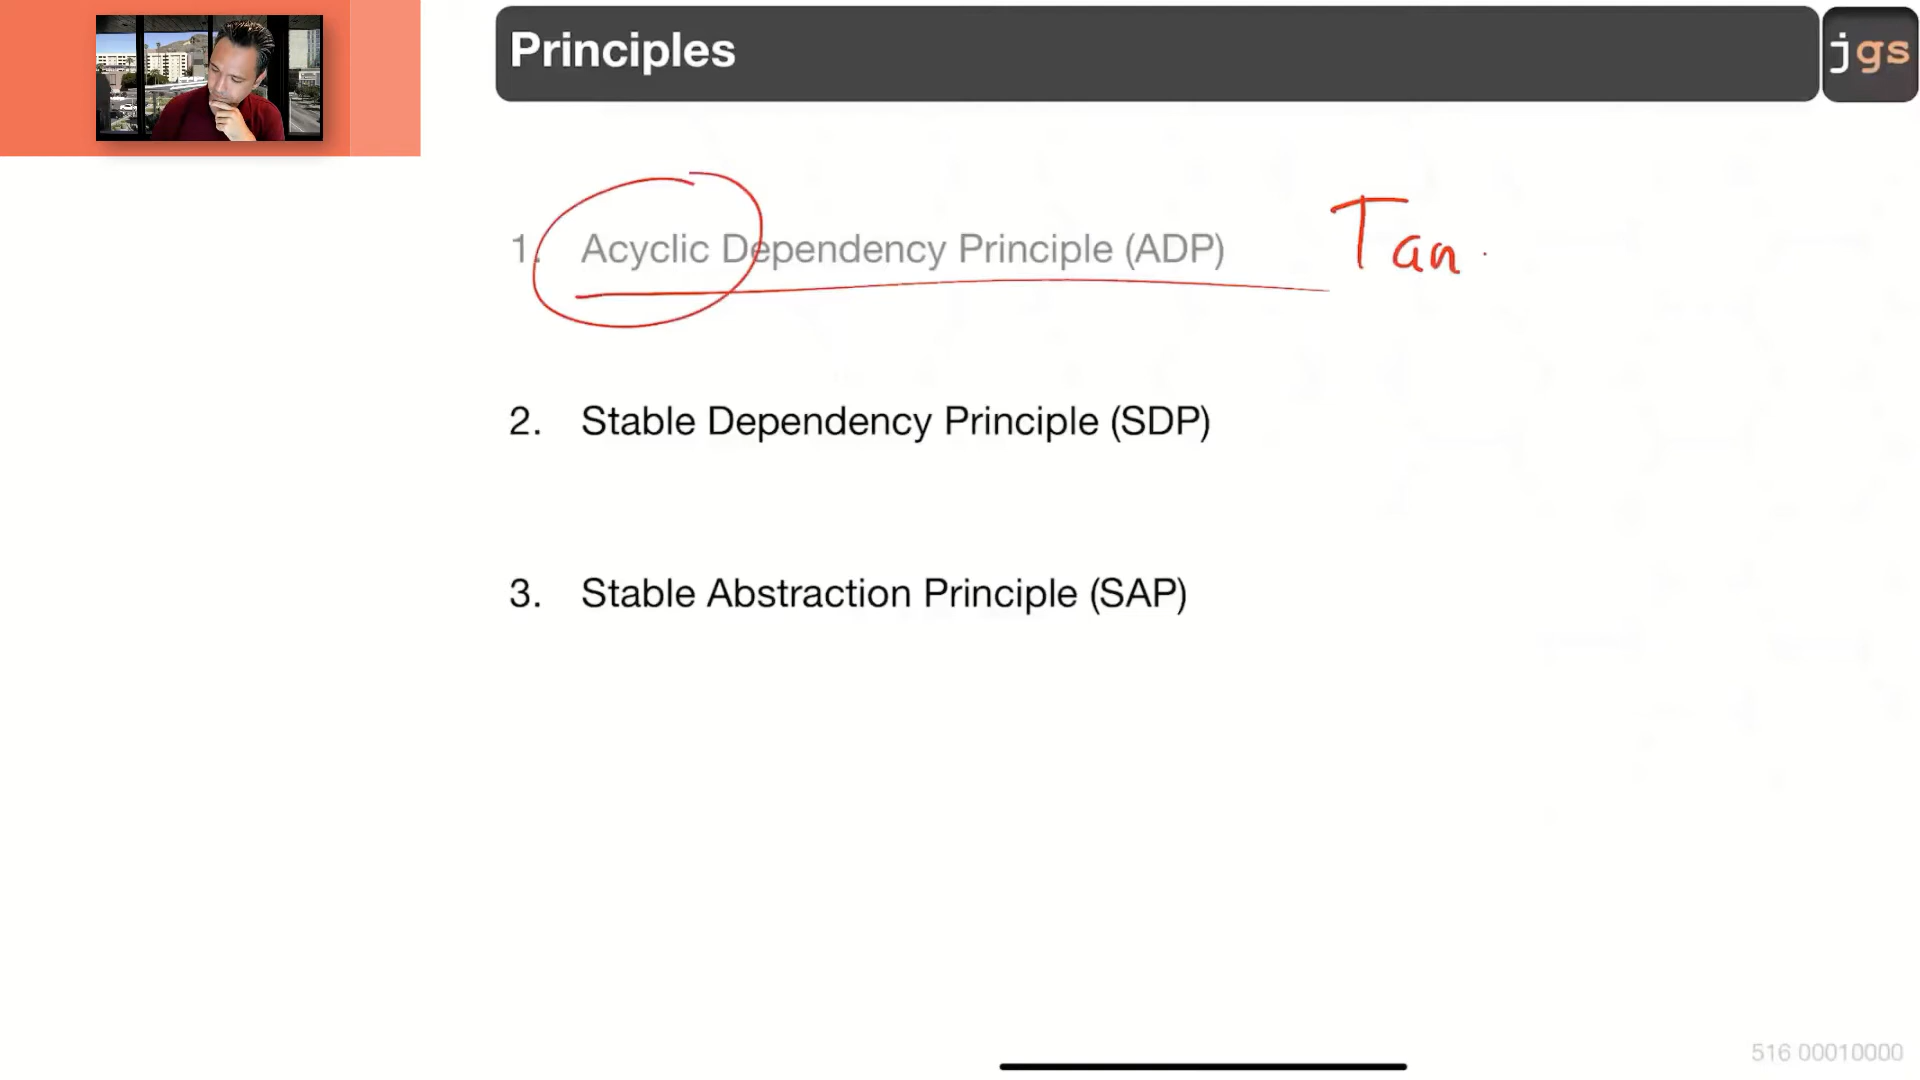 Principles
jgs
1. Acyclic Dependency Principle (ADP) Tan
2. Stable Dependency Principle (SDP)
3. Stable Abstraction Principle (SAP)
516 00010000